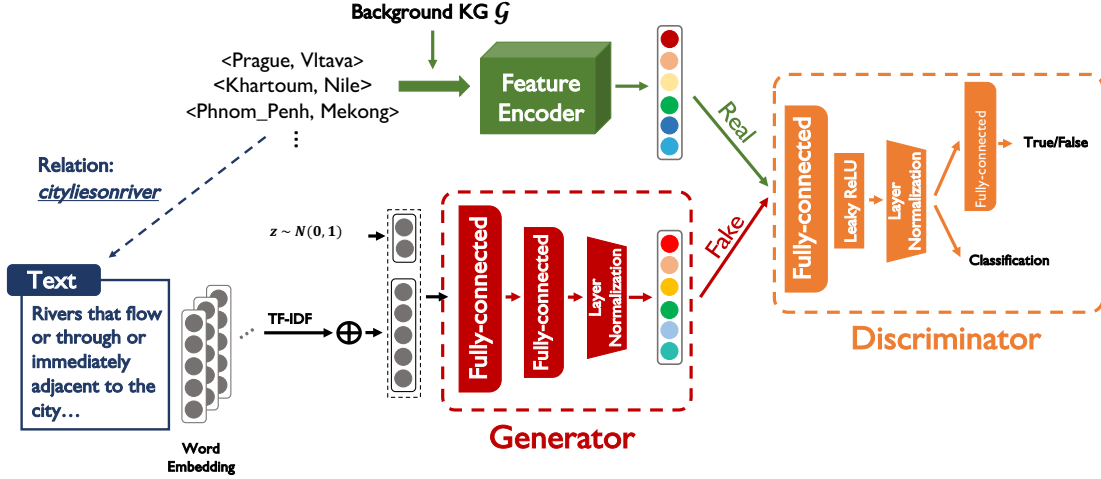 Background KG 𝒢
<Prague, Vltava>
<Khartoum, Nile>
<Phnom_Penh, Mekong>
⋮
Feature
Encoder
Relation:
cityliesonriver
Text
Rivers that flow
or through or
immediately
adjacent to the
city…
Word
Embedding
TF-IDF
z ~ N(0, 1)
Fully-connected
Fully-connected
Layer
Normalization
Generator
Real
Fake
Fully-connected
Leaky ReLU
Layer
Normalization
Fully-connected
True/False
Classification
Discriminator